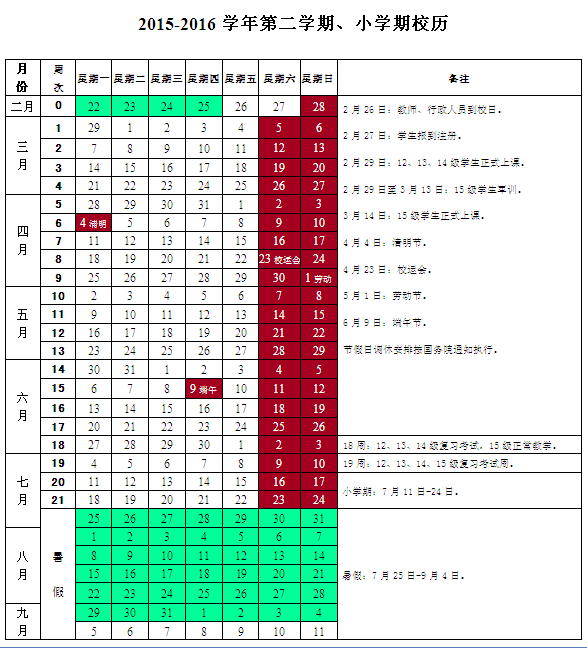 2015-2016 学年第二学期、小学期校历
月份 周次 星期一 星期二 星期三 星期四 星期五 星期六 星期日 备注
二月 0 22 23 24 25 26 27 28 2月26日:教师、行政人员到校日。
2月27日:学生报到注册。
三月 1 29 1 2 3 4 5 6
2 7 8 9 10 11 12 13 2月29日:12、13、14级学生正式上课。
3 14 15 16 17 18 19 20
4 21 22 23 24 25 26 27 2月29日至3月13日:15级学生军训。
四月 5 28 29 30 31 1 2 3 3月14日:15级学生正式上课。
6 4 清明 5 6 7 8 9 10
7 11 12 13 14 15 16 17 4月4日:清明节。
8 18 19 20 21 22 23 校运会 24 4月23日:校运会。
9 25 26 27 28 29 30 1 劳动
五月 10 2 3 4 5 6 7 8 5月1日:劳动节。
11 9 10 11 12 13 14 15 6月9日:端午节。
12 16 17 18 19 20 21 22
13 23 24 25 26 27 28 29 节假日调休安排按国务院通知执行。
六月 14 30 31 1 2 3 4 5
15 6 7 8 9 端午 10 11 12
16 13 14 15 16 17 18 19
17 20 21 22 23 24 25 26
18 27 28 29 30 1 2 3 18周:12、13、14级复习考试,15级正常教学。
七月 19 4 5 6 7 8 9 10 19周:12、13、14、15级复习考试周。
20 11 12 13 14 15 16 17 小学期:7月11日-24日。
21 18 19 20 21 22 23 24
暑假 25 26 27 28 29 30 31
八月 1 2 3 4 5 6 7
8 9 10 11 12 13 14
15 16 17 18 19 20 21 暑假:7月25日-9月4日。
22 23 24 25 26 27 28
九月 29 30 31 1 2 3 4
5 6 7 8 9 10 11